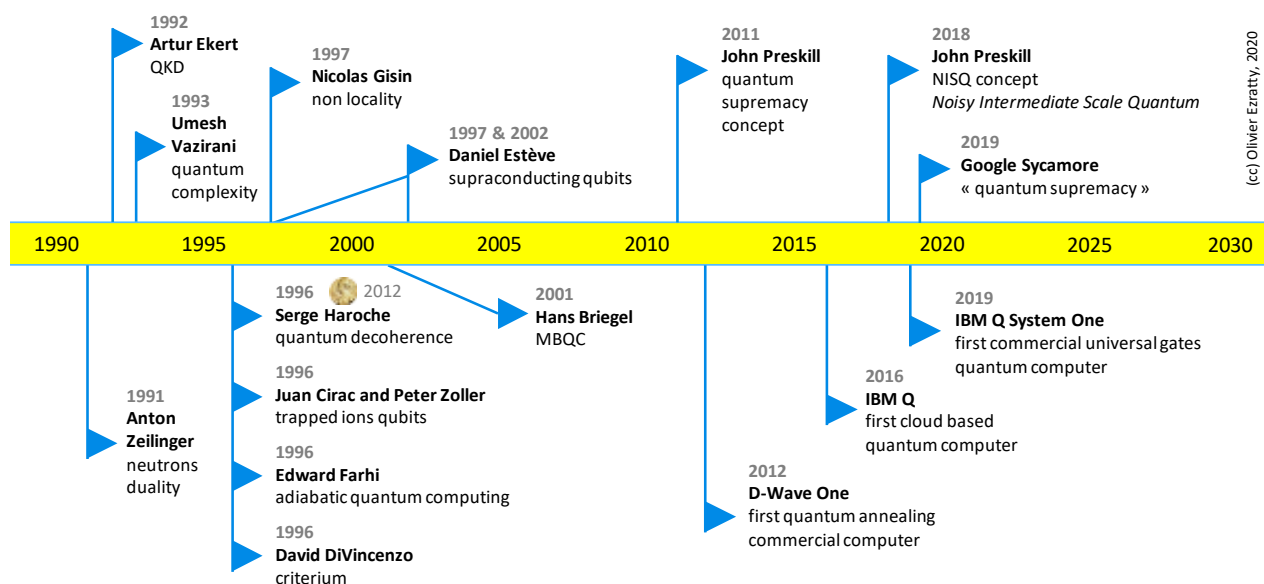 1992
Artur Ekert
QKD
1993
Umesh
Vazirani
quantum
complexity
1997
Nicolas Gisin
non locality
1997 & 2002
Daniel Estève
supraconducting qubits
2011
John Preskill
quantum
supremacy
concept
2018
John Preskill
NISQ concept
Noisy Intermediate Scale Quantum
2019
Google Sycamore
« quantum supremacy »
(cc) Olivier Ezratty, 2020
1990 1995 2000 2005 2010 2015 2020 2025 2030
1991
Anton
Zeilinger
neutrons
duality
1996 2012
Serge Haroche
quantum decoherence
1996
Juan Cirac and Peter Zoller
trapped ions qubits
1996
Edward Farhi
adiabatic quantum computing
1996
David DiVincenzo
criterium
2001
Hans Briegel
MBQC
2012
D-Wave One
first quantum annealing
commercial computer
2016
IBM Q
first cloud based
quantum computer
2019
IBM Q System One
first commercial universal gates
quantum computer